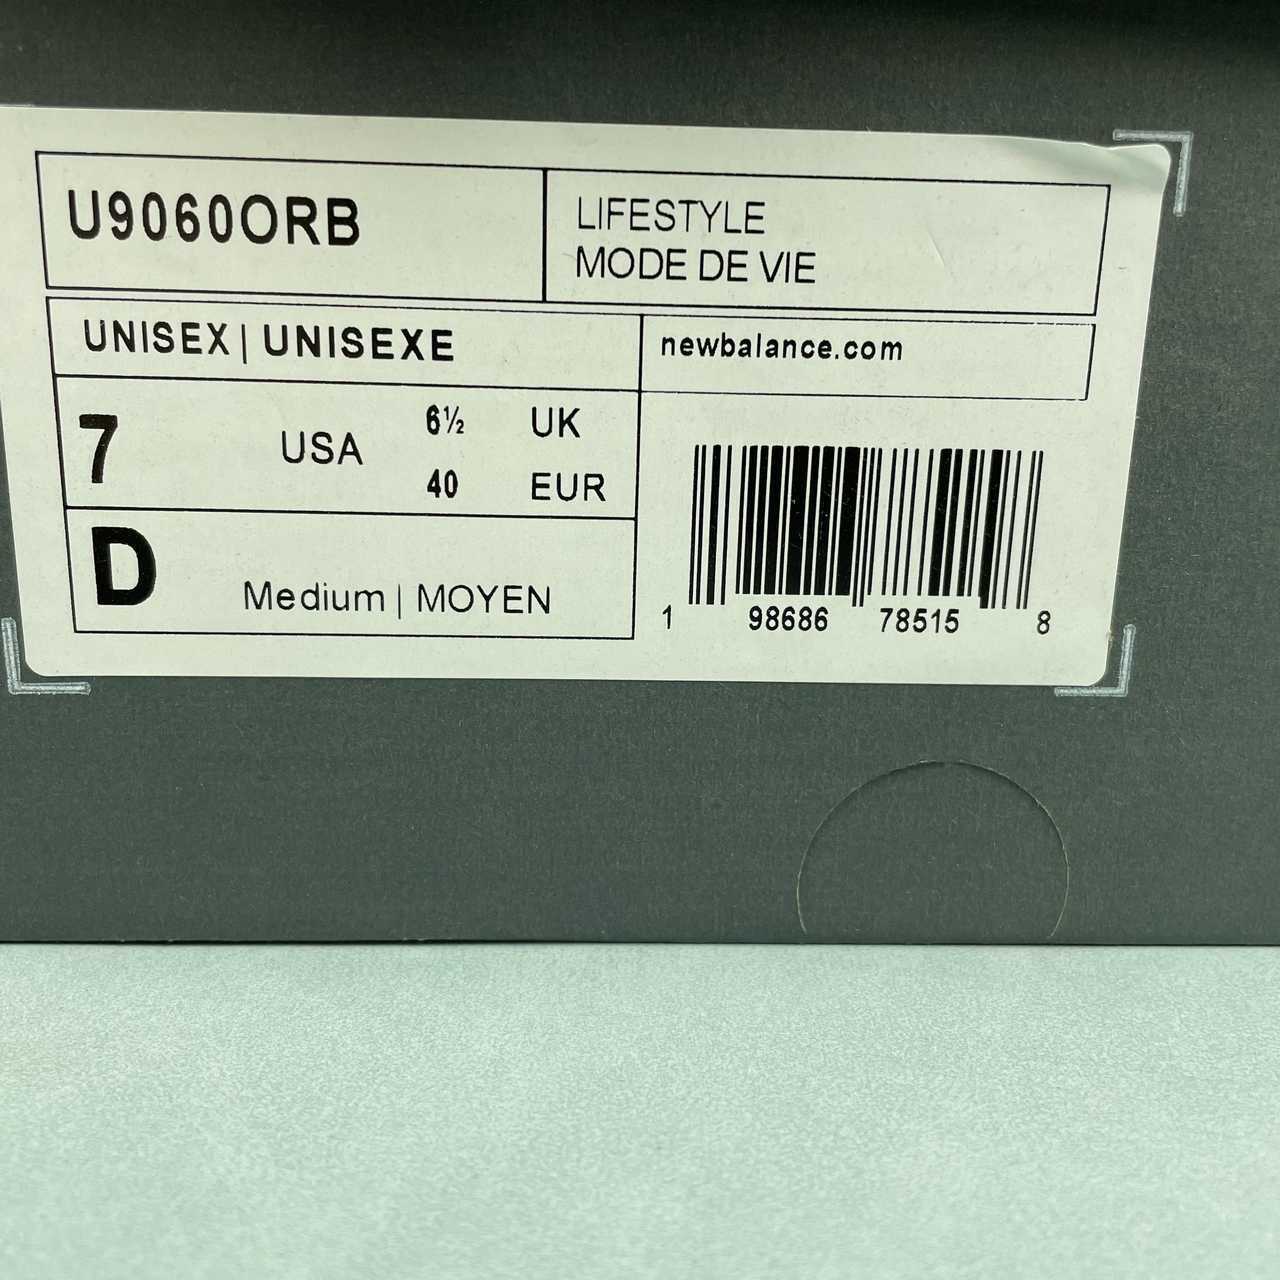 U9060ORB
LIFESTYLE
MODE DE VIE
UNISEX | UNISEXE
newbalance.com
7 USA
6½ UK
40 EUR
D Medium | MOYEN
1 98686 78515 8